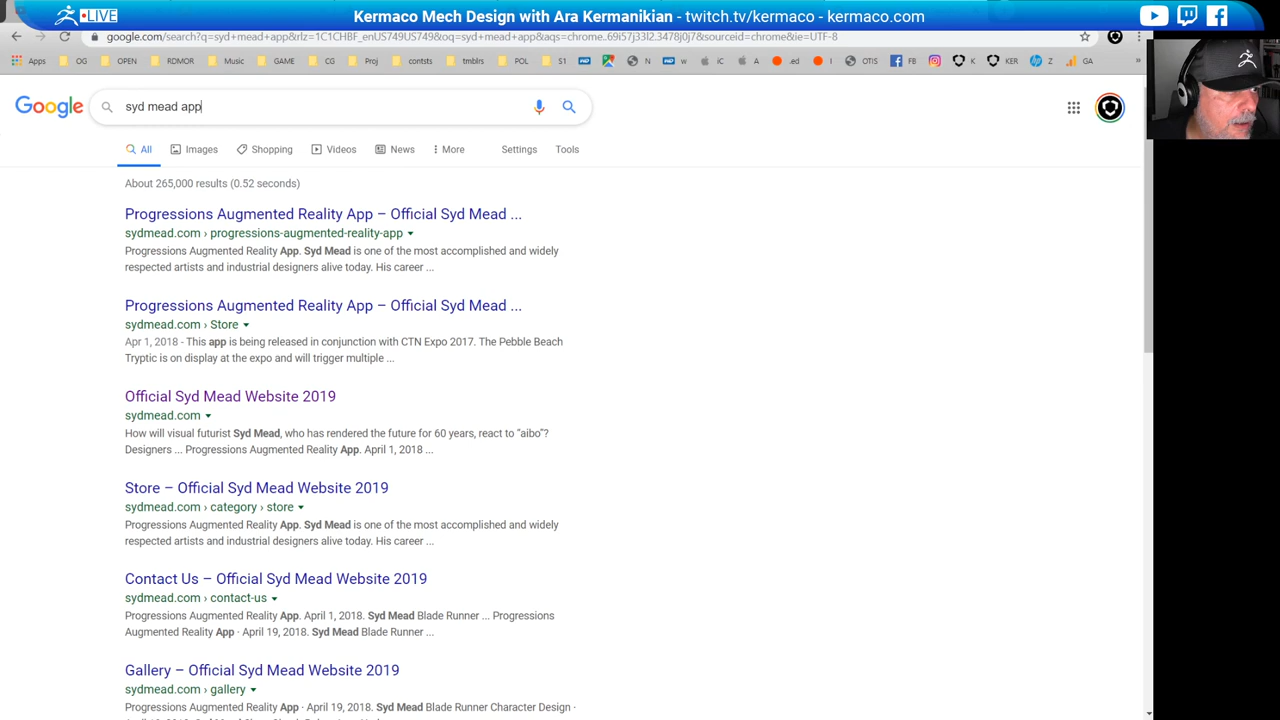 LIVE
Kermaco Mech Design with Ara Kermanikian - twitch.tv/kermaco - kermaco.com
google.com/search?q=syd+mead+app&rlz=1C1CHBF_enUS749US749&oq=syd+mead+app&aqs=chrome..69i57j33l2.3478j0j7&sourceid=chrome&ie=UTF-8
Apps OG OPEN RDMOR Music GAME CG Proj contsts tmblrs POL S1 N w iC A .ed I OTIS FB K KER Z GA
Google syd mead app
All Images Shopping Videos News More Settings Tools
About 265,000 results (0.52 seconds)
Progressions Augmented Reality App – Official Syd Mead ...
sydmead.com › progressions-augmented-reality-app
Progressions Augmented Reality App. Syd Mead is one of the most accomplished and widely
respected artists and industrial designers alive today. His career ...
Progressions Augmented Reality App – Official Syd Mead ...
sydmead.com › Store
Apr 1, 2018 - This app is being released in conjunction with CTN Expo 2017. The Pebble Beach
Tryptic is on display at the expo and will trigger multiple ...
Official Syd Mead Website 2019
sydmead.com
How will visual futurist Syd Mead, who has rendered the future for 60 years, react to “aibo”?
Designers ... Progressions Augmented Reality App. April 1, 2018 ...
Store – Official Syd Mead Website 2019
sydmead.com › category › store
Progressions Augmented Reality App. Syd Mead is one of the most accomplished and widely
respected artists and industrial designers alive today. His career ...
Contact Us – Official Syd Mead Website 2019
sydmead.com › contact-us
Progressions Augmented Reality App. April 1, 2018. Syd Mead Blade Runner ... Progressions
Augmented Reality App · April 19, 2018. Syd Mead Blade Runner ...
Gallery – Official Syd Mead Website 2019
sydmead.com › gallery
Progressions Augmented Reality App · April 19, 2018. Syd Mead Blade Runner Character Design ·